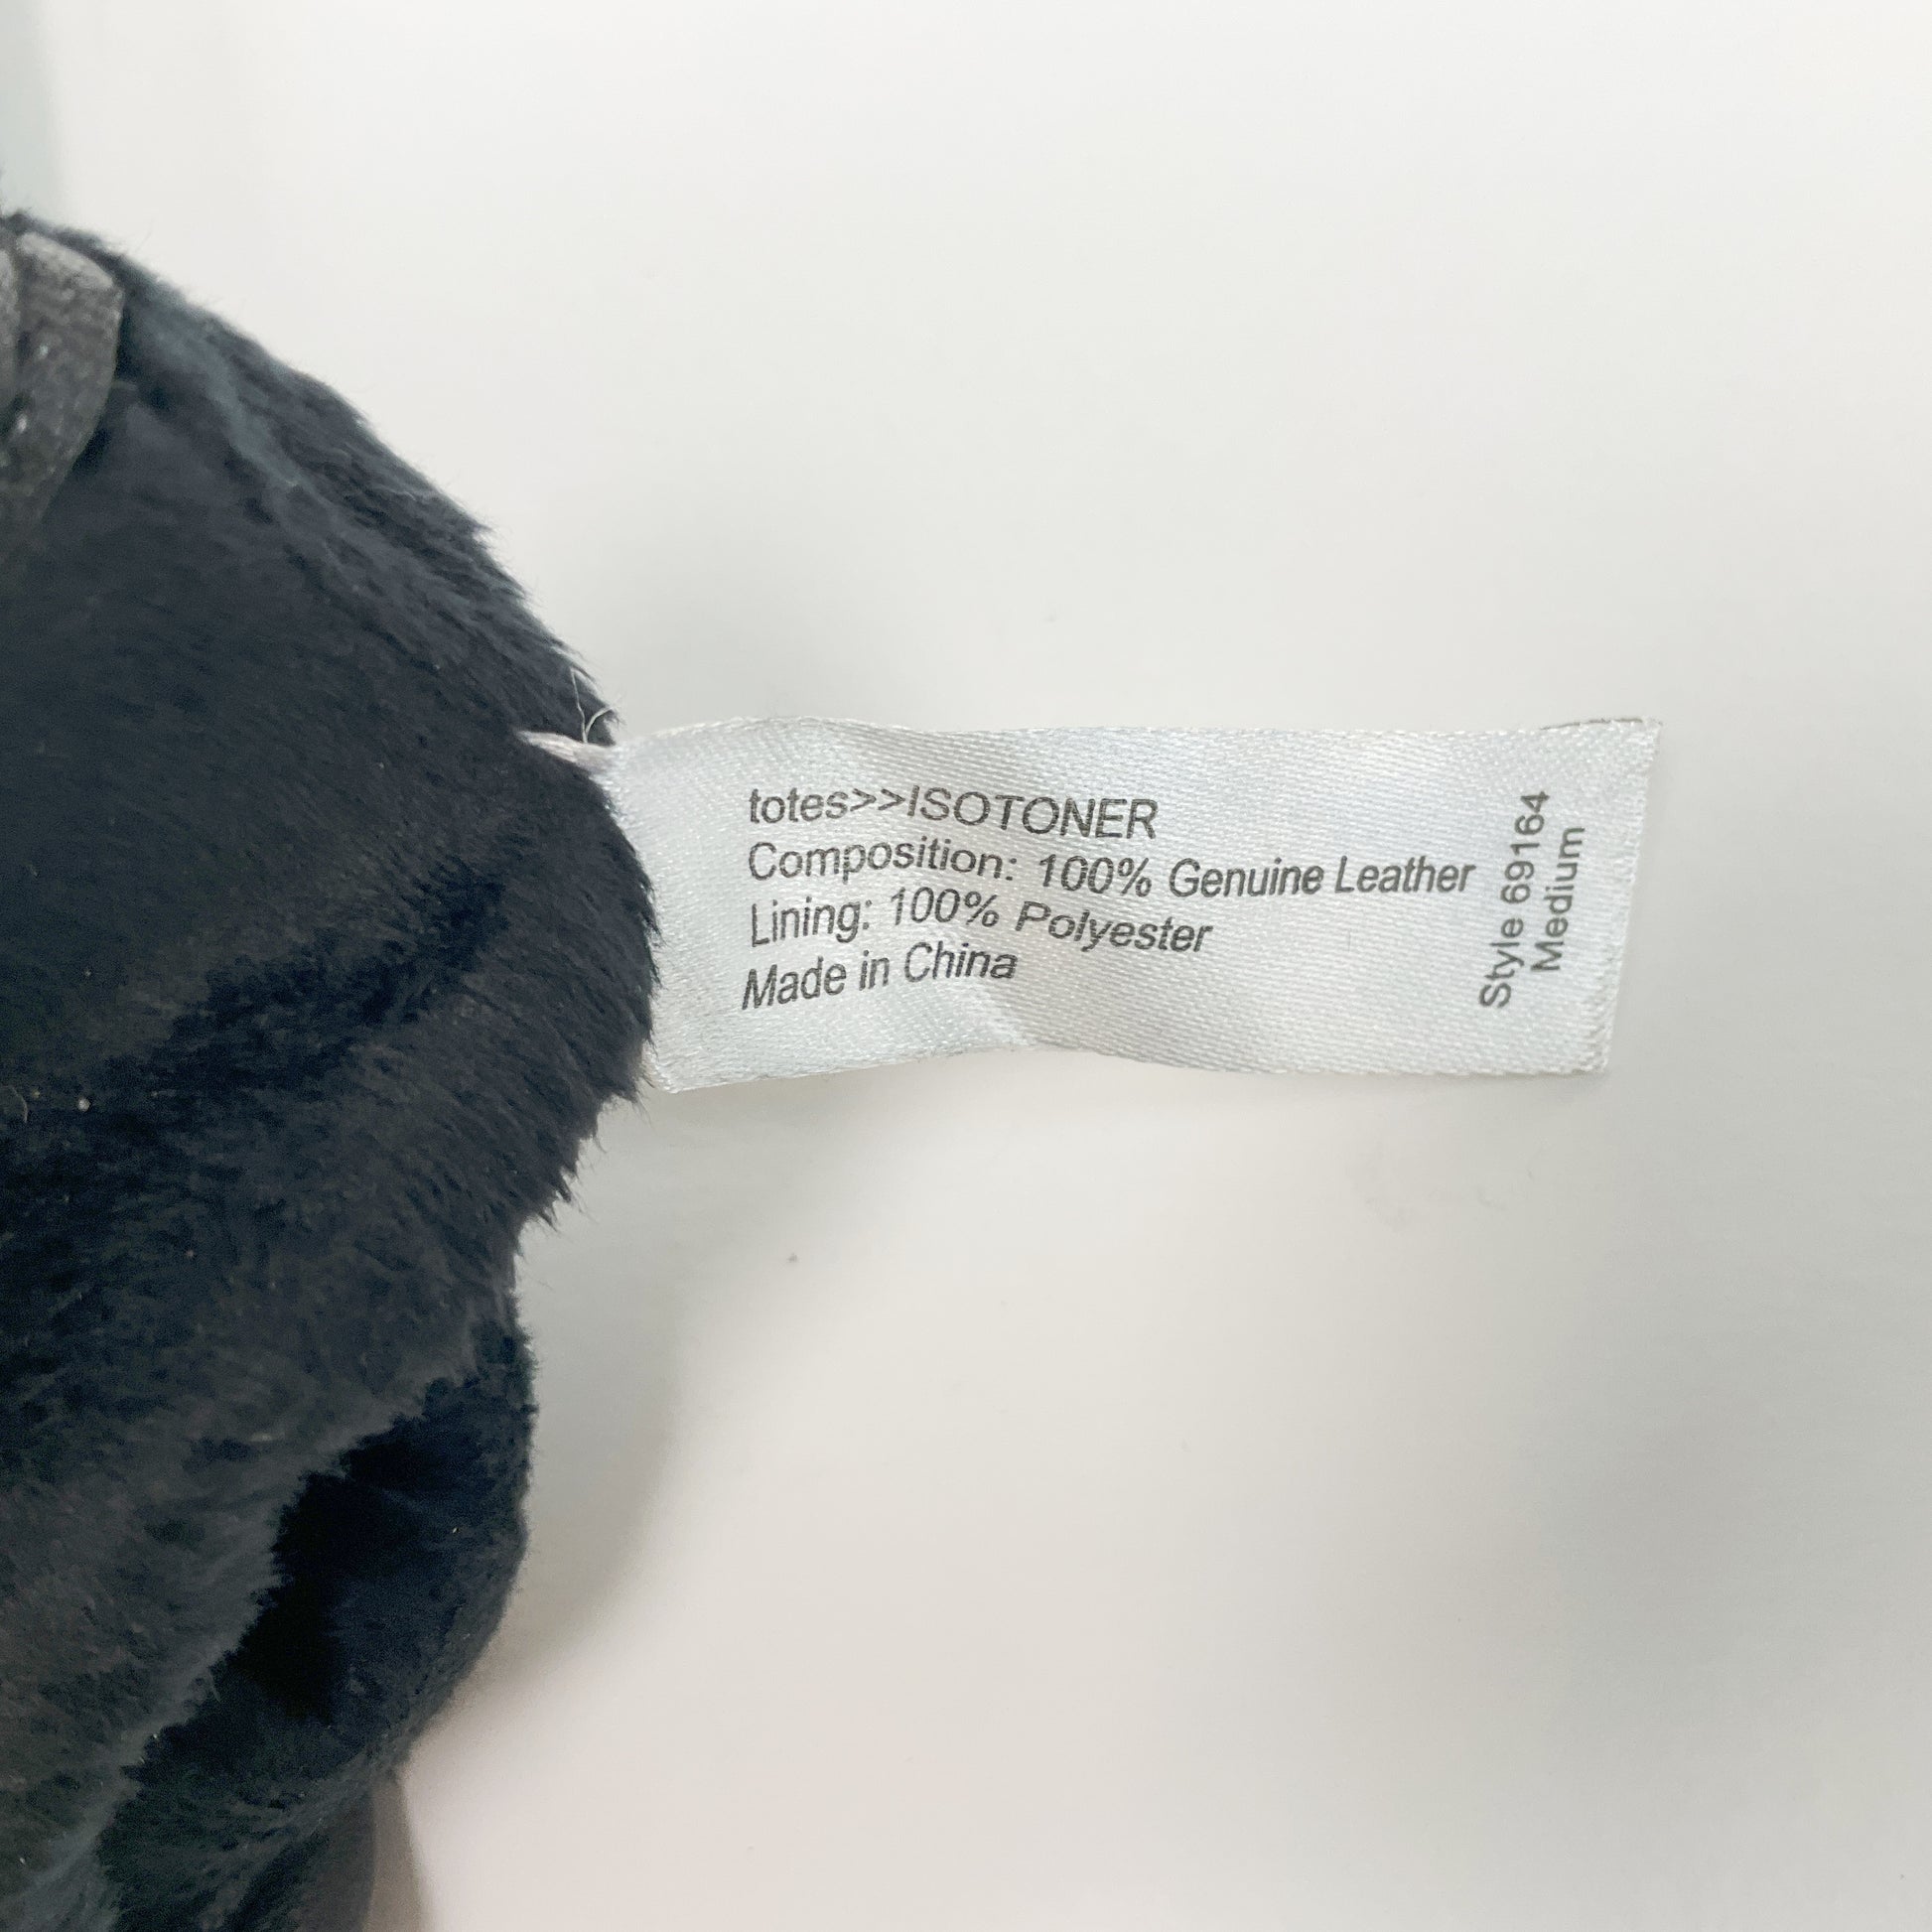 totes>>ISOTONER
Composition: 100% Genuine Leather
Lining: 100% Polyester
Made in China
Style 69164
Medium